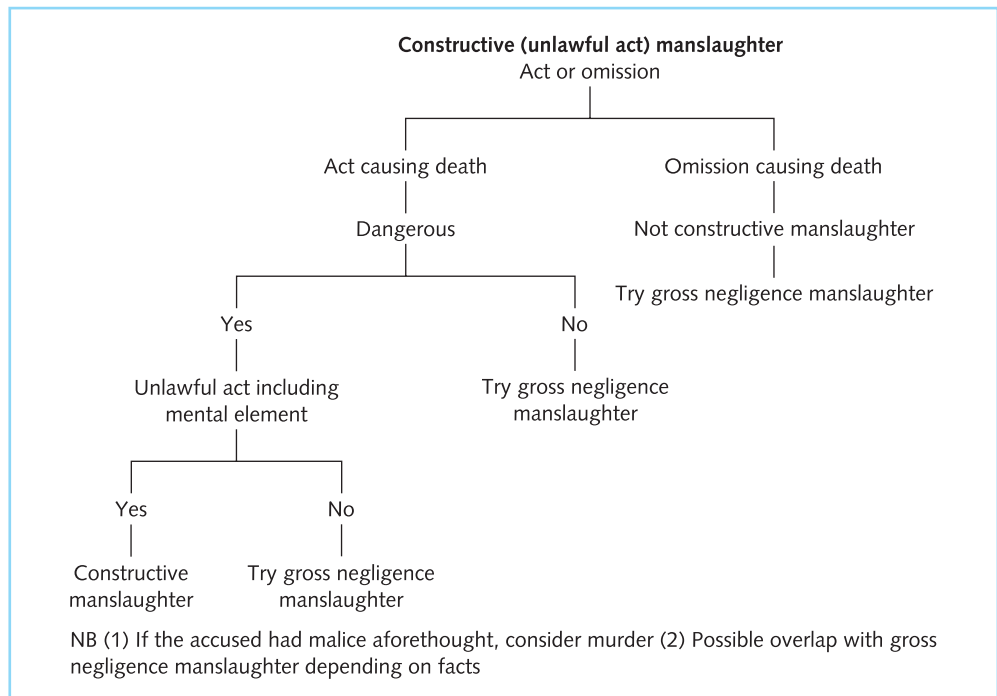 Constructive (unlawful act) manslaughter
Act or omission
Act causing death
Omission causing death
Dangerous
Not constructive manslaughter
Try gross negligence manslaughter
Yes
No
Unlawful act including
mental element
Try gross negligence
manslaughter
Yes
No
Constructive
manslaughter
Try gross negligence
manslaughter
NB (1) If the accused had malice aforethought, consider murder (2) Possible overlap with gross
negligence manslaughter depending on facts